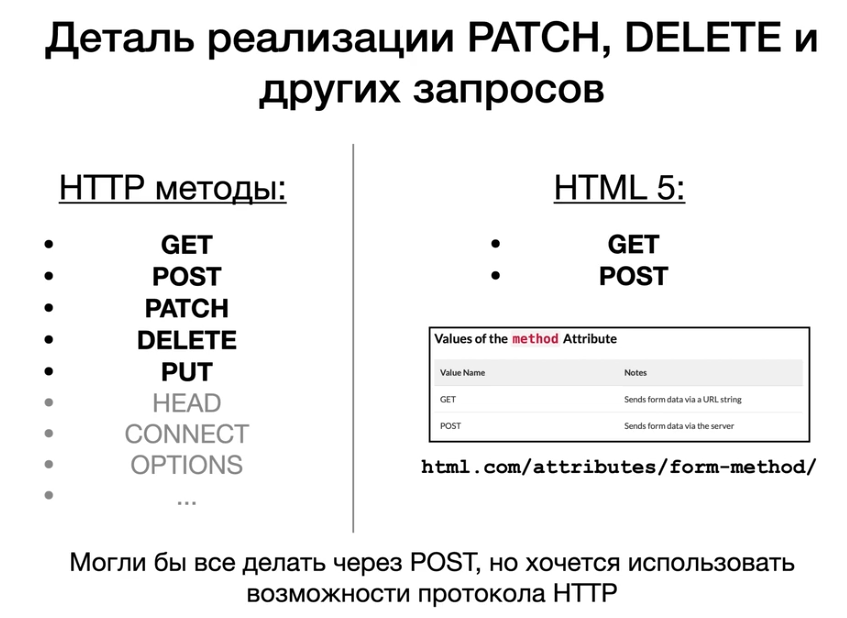 Деталь реализации PATCH, DELETE и
других запросов
HTTP методы:
• GET
• POST
• PATCH
• DELETE
• PUT
• HEAD
• CONNECT
• OPTIONS
• ...
HTML 5:
• GET
• POST
Values of the method Attribute
Value Name Notes
GET Sends form data via a URL string
POST Sends form data via the server
html.com/attributes/form-method/
Могли бы все делать через POST, но хочется использовать
возможности протокола HTTP